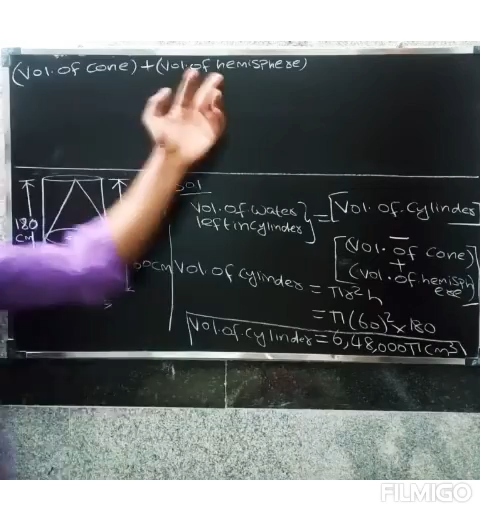 (Vol. of cone) + (Vol. of hemisphere)
Sol
Vol. of water left in cylinder } = [Vol. of cylinder
180 cm
− [Vol. of cone) + (Vol. of hemisphere)]
60cm
Vol. of cylinder = πr²h
= π(60)² × 180
Vol. of cylinder = 6,48,000π cm³
FILMIGO